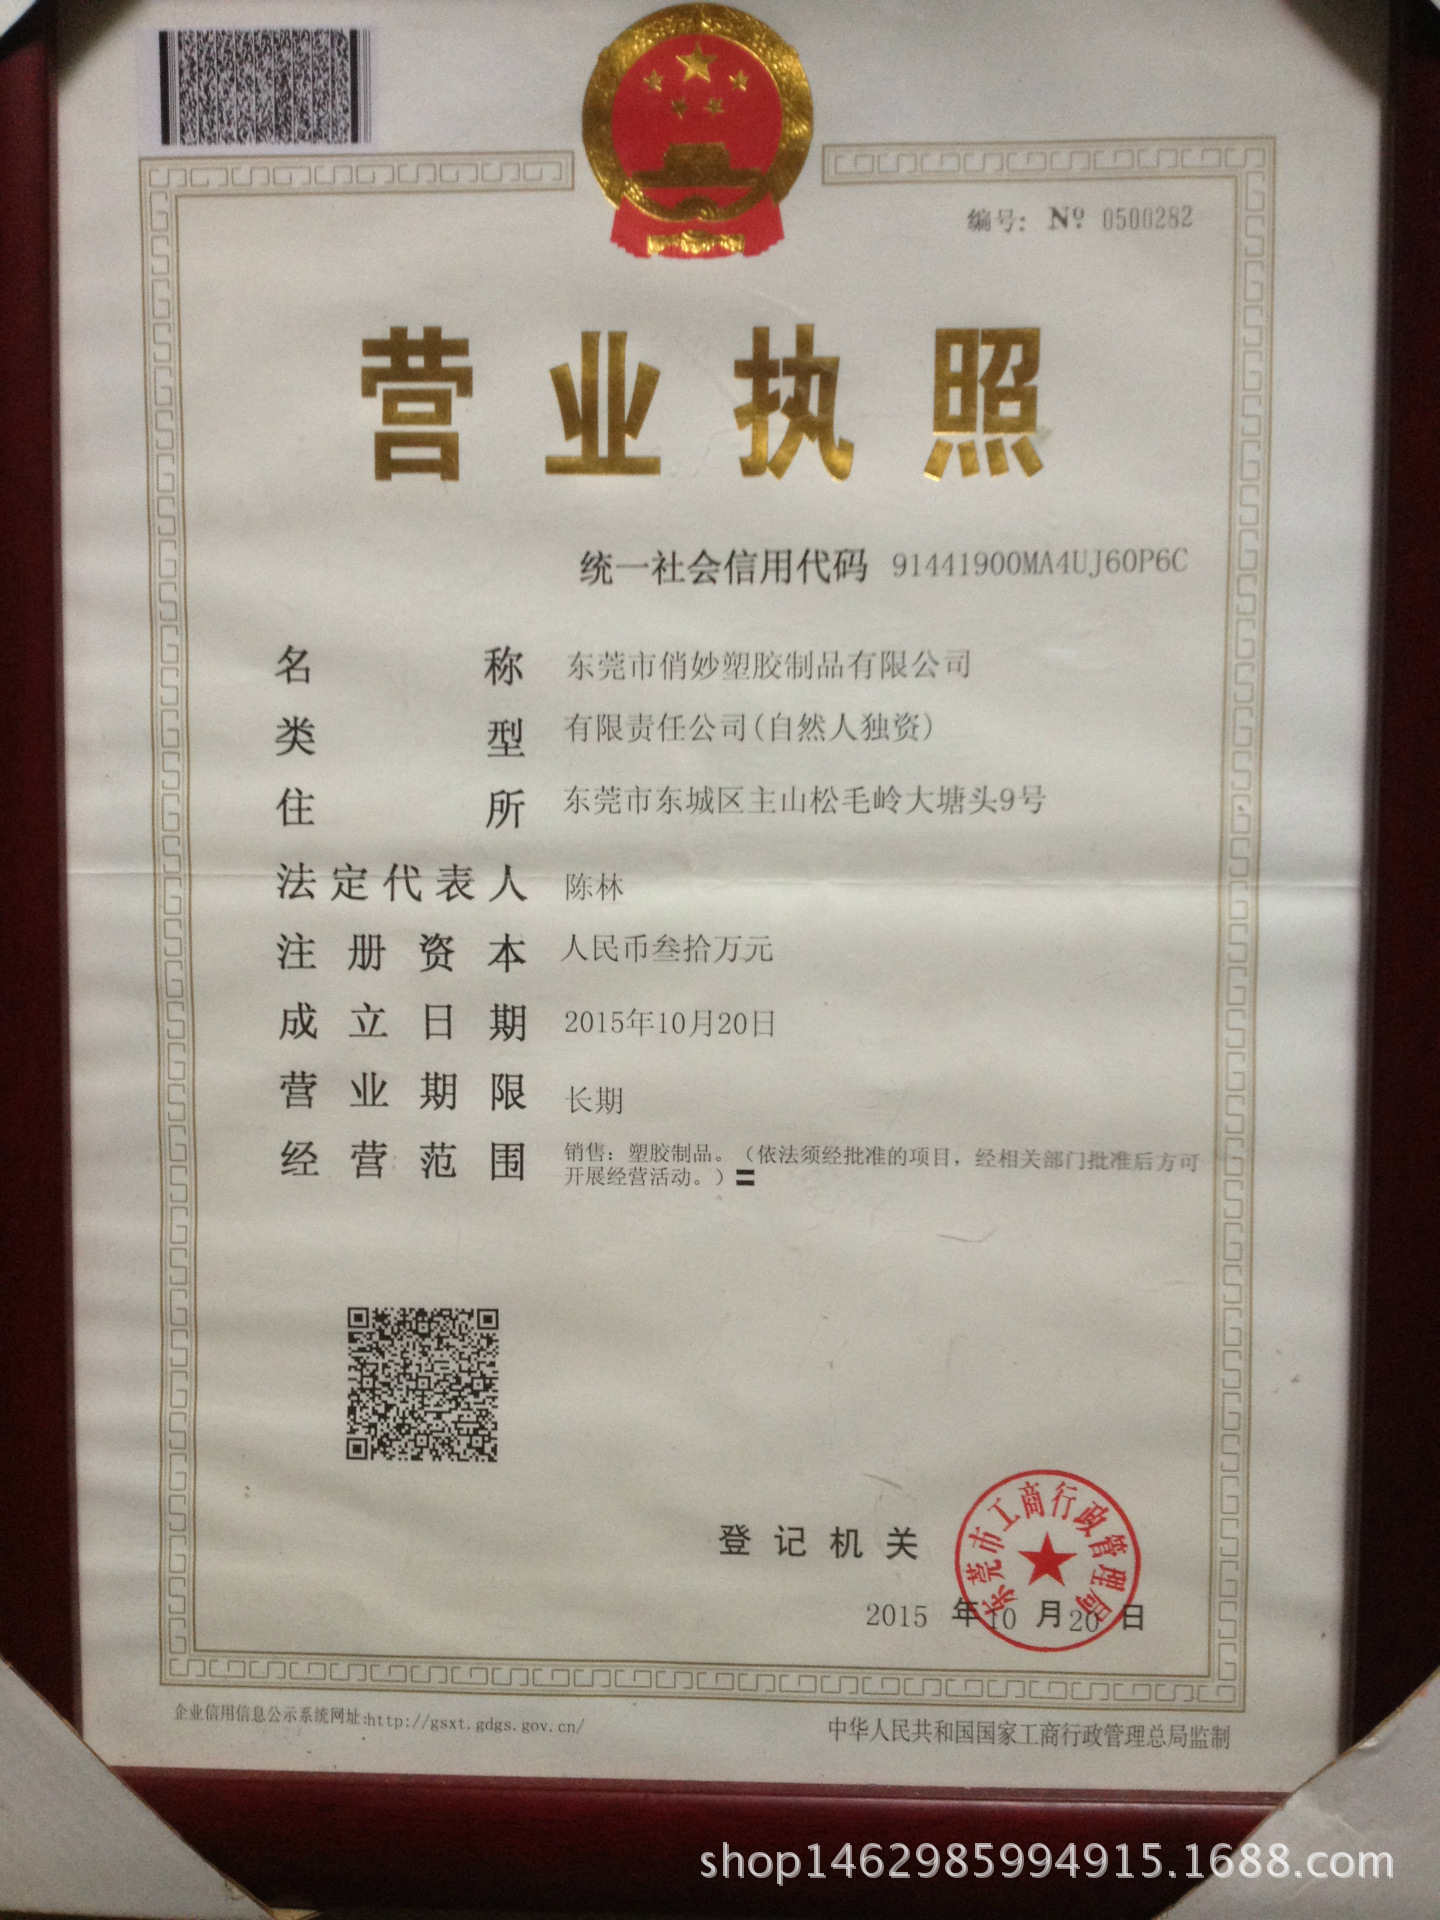 编号: № 0500282
营业执照
统一社会信用代码 91441900MA4UJ60P6C
名称 东莞市俏妙塑胶制品有限公司
类型 有限责任公司(自然人独资)
住所 东莞市东城区主山松毛岭大塘头9号
法定代表人 陈林
注册资本 人民币叁拾万元
成立日期 2015年10月20日
营业期限 长期
经营范围 销售：塑胶制品。（依法须经批准的项目，经相关部门批准后方可
开展经营活动。）〓
登记机关
东莞市工商行政管理局
2015 年 10 月 20 日
企业信用信息公示系统网址:http://gsxt.gdgs.gov.cn/
中华人民共和国国家工商行政管理总局监制
shop1462985994915.1688.com